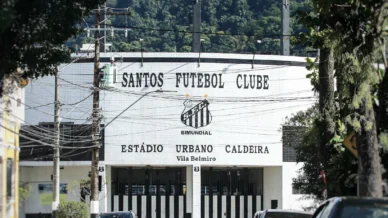 SANTOS FUTEBOL CLUBE
BIMUNDIAL
ESTÁDIO URBANO CALDEIRA
Vila Belmiro